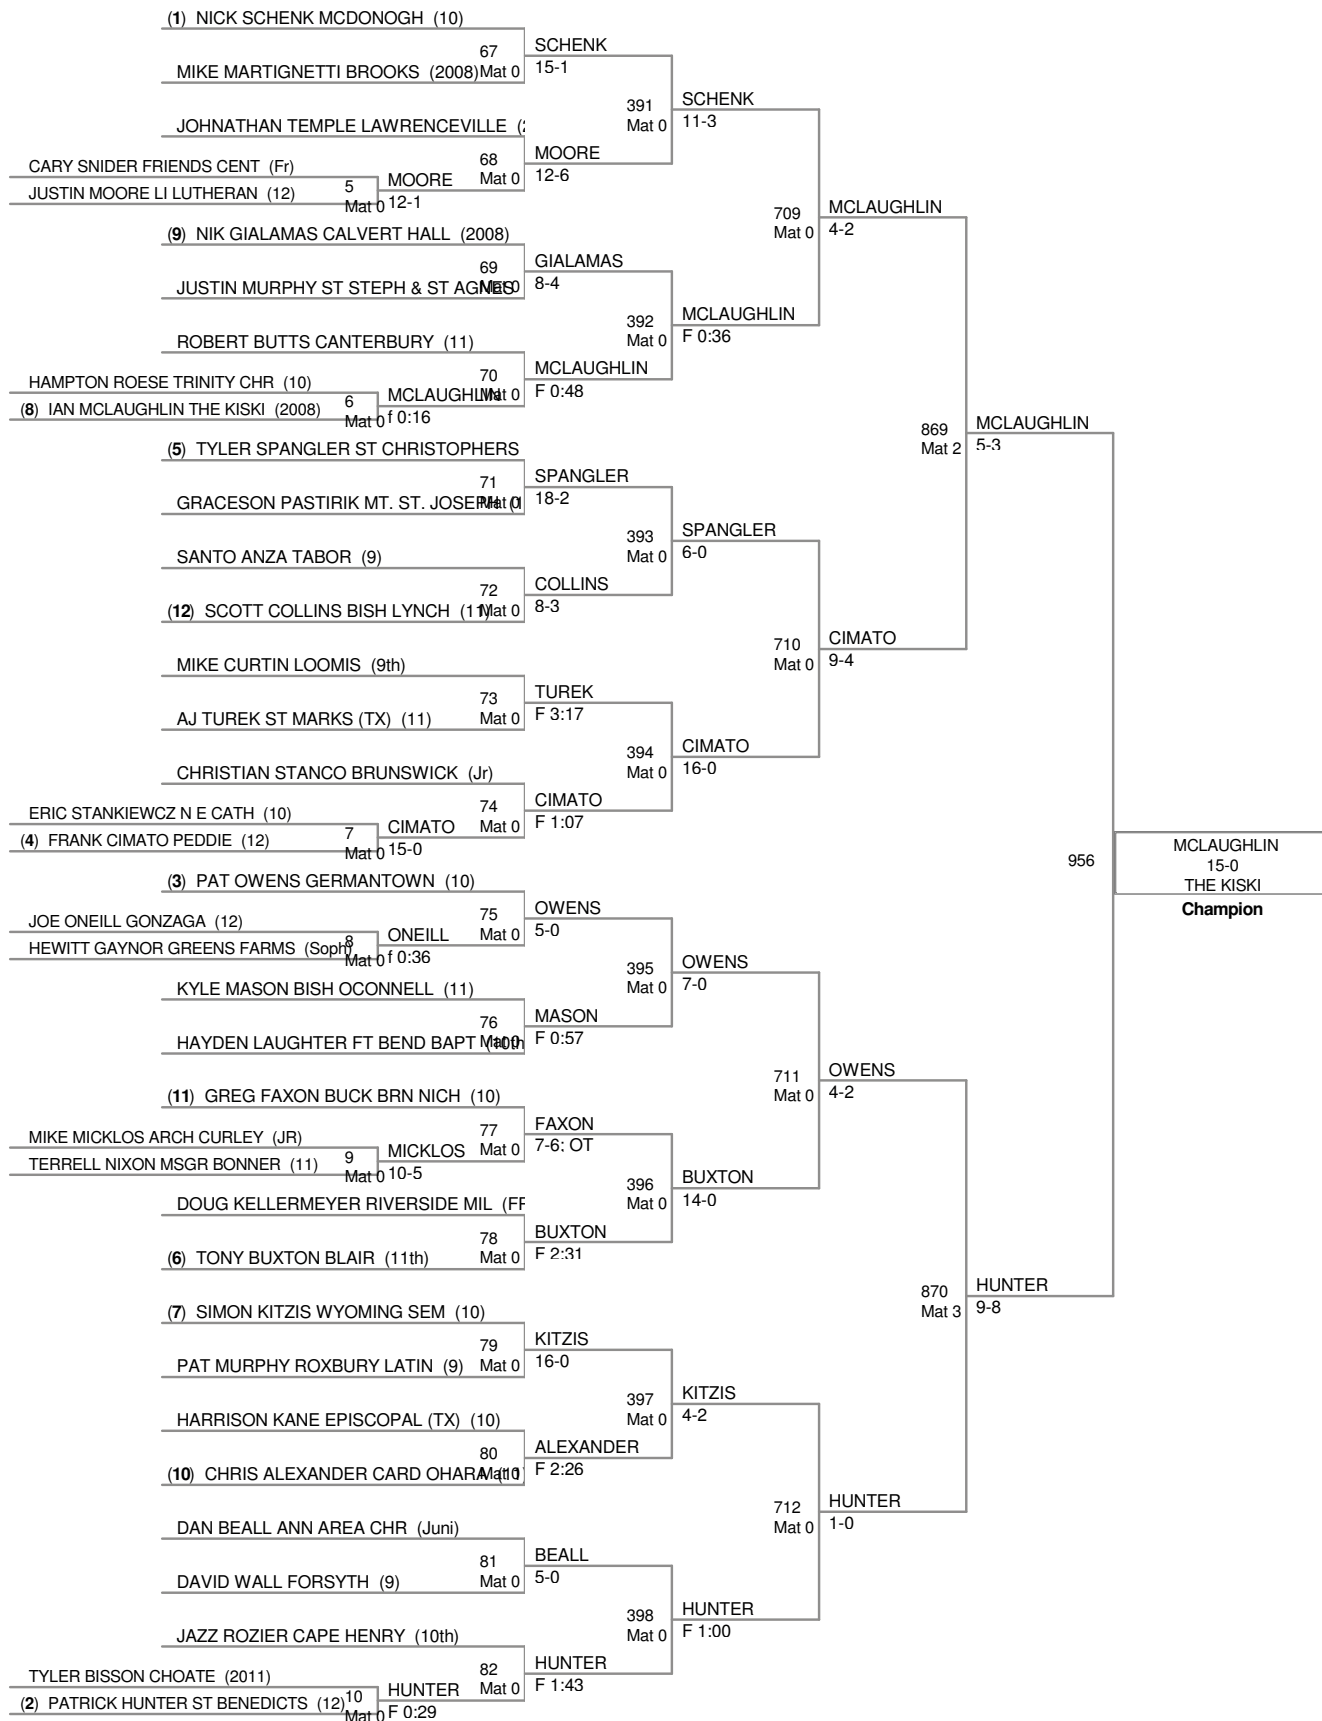 (1) NICK SCHENK MCDONOGH (10)
67 SCHENK
MIKE MARTIGNETTI BROOKS (2008) Mat 0 15-1
391 SCHENK
JOHNATHAN TEMPLE LAWRENCEVILLE Mat 0 11-3
CARY SNIDER FRIENDS CENT (Fr)
68 MOORE
5 MOORE Mat 0 12-6
JUSTIN MOORE LI LUTHERAN (12) Mat 0 12-1
709 MCLAUGHLIN
Mat 0 4-2
(9) NIK GIALAMAS CALVERT HALL (2008)
69 GIALAMAS
JUSTIN MURPHY ST STEPH & ST AGNES Mat 0 8-4
392 MCLAUGHLIN
ROBERT BUTTS CANTERBURY (11) Mat 0 F 0:36
HAMPTON ROESE TRINITY CHR (10)
70 MCLAUGHLIN
6 MCLAUGHLIN Mat 0 F 0:48
(8) IAN MCLAUGHLIN THE KISKI (2008) Mat 0 f 0:16
869 MCLAUGHLIN
Mat 2 5-3
(5) TYLER SPANGLER ST CHRISTOPHERS
71 SPANGLER
GRACESON PASTIRIK MT. ST. JOSEPH Mat 0 18-2
393 SPANGLER
SANTO ANZA TABOR (9) Mat 0 6-0
72 COLLINS
(12) SCOTT COLLINS BISH LYNCH (11) Mat 0 8-3
710 CIMATO
Mat 0 9-4
MIKE CURTIN LOOMIS (9th)
73 TUREK
AJ TUREK ST MARKS (TX) (11) Mat 0 F 3:17
394 CIMATO
CHRISTIAN STANCO BRUNSWICK (Jr) Mat 0 16-0
ERIC STANKIEWCZ N E CATH (10)
74 CIMATO
7 CIMATO Mat 0 F 1:07
(4) FRANK CIMATO PEDDIE (12) Mat 0 15-0
956 MCLAUGHLIN
15-0
THE KISKI
Champion
(3) PAT OWENS GERMANTOWN (10)
JOE ONEILL GONZAGA (12)
75 OWENS
8 ONEILL Mat 0 5-0
HEWITT GAYNOR GREENS FARMS (Soph) Mat 0 f 0:36
395 OWENS
KYLE MASON BISH OCONNELL (11) Mat 0 7-0
76 MASON
HAYDEN LAUGHTER FT BEND BAPT (10th Mat 0 F 0:57
711 OWENS
Mat 0 4-2
(11) GREG FAXON BUCK BRN NICH (10)
MIKE MICKLOS ARCH CURLEY (JR)
77 FAXON
9 MICKLOS Mat 0 7-6: OT
TERRELL NIXON MSGR BONNER (11) Mat 0 10-5
396 BUXTON
DOUG KELLERMEYER RIVERSIDE MIL Mat 0 14-0
78 BUXTON
(6) TONY BUXTON BLAIR (11th) Mat 0 F 2:31
870 HUNTER
Mat 3 9-8
(7) SIMON KITZIS WYOMING SEM (10)
79 KITZIS
PAT MURPHY ROXBURY LATIN (9) Mat 0 16-0
397 KITZIS
HARRISON KANE EPISCOPAL (TX) (10) Mat 0 4-2
80 ALEXANDER
(10) CHRIS ALEXANDER CARD OHARA Mat 0 F 2:26
712 HUNTER
Mat 0 1-0
DAN BEALL ANN AREA CHR (Juni)
81 BEALL
DAVID WALL FORSYTH (9) Mat 0 5-0
398 HUNTER
JAZZ ROZIER CAPE HENRY (10th) Mat 0 F 1:00
TYLER BISSON CHOATE (2011)
82 HUNTER
10 HUNTER Mat 0 F 1:43
(2) PATRICK HUNTER ST BENEDICTS (12) Mat 0 F 0:29